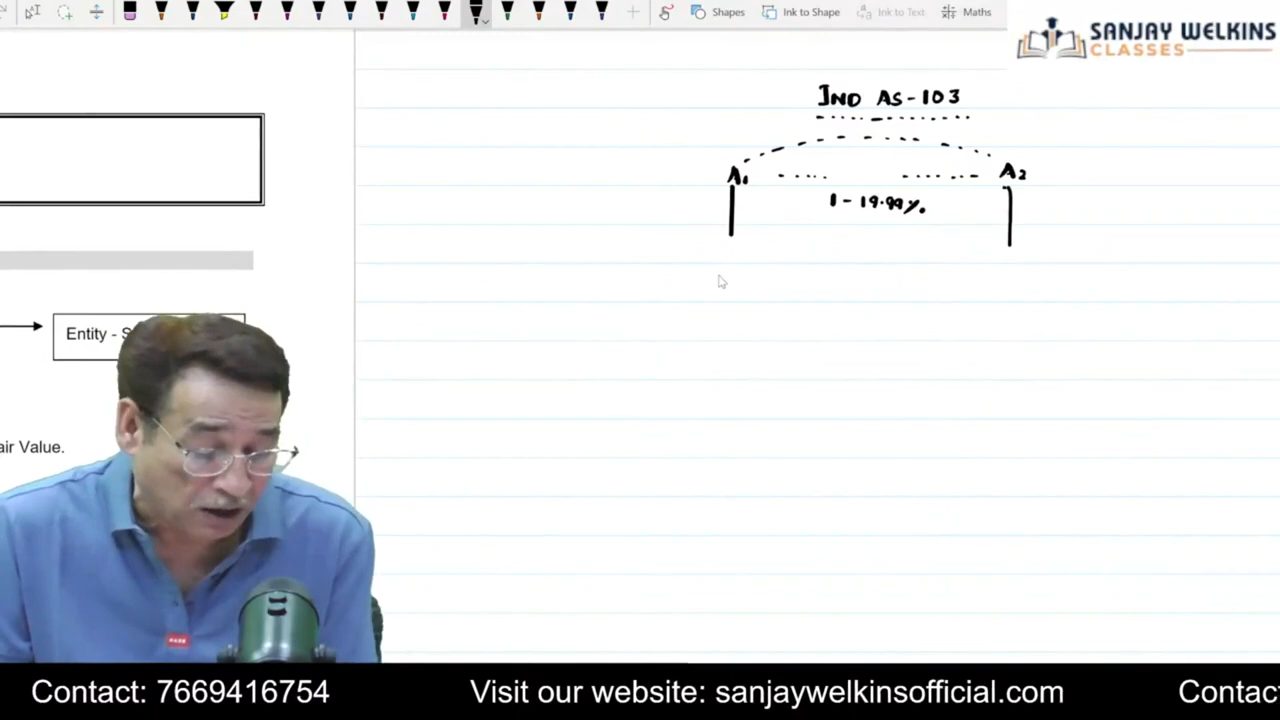 Shapes
Ink to Shape
Ink to Text
Maths
SANJAY WELKINS
CLASSES
IND AS-103
A1 A2
1 - 19.99%.
Entity - S
air Value.
Contact: 7669416754 Visit our website: sanjaywelkinsofficial.com Contac